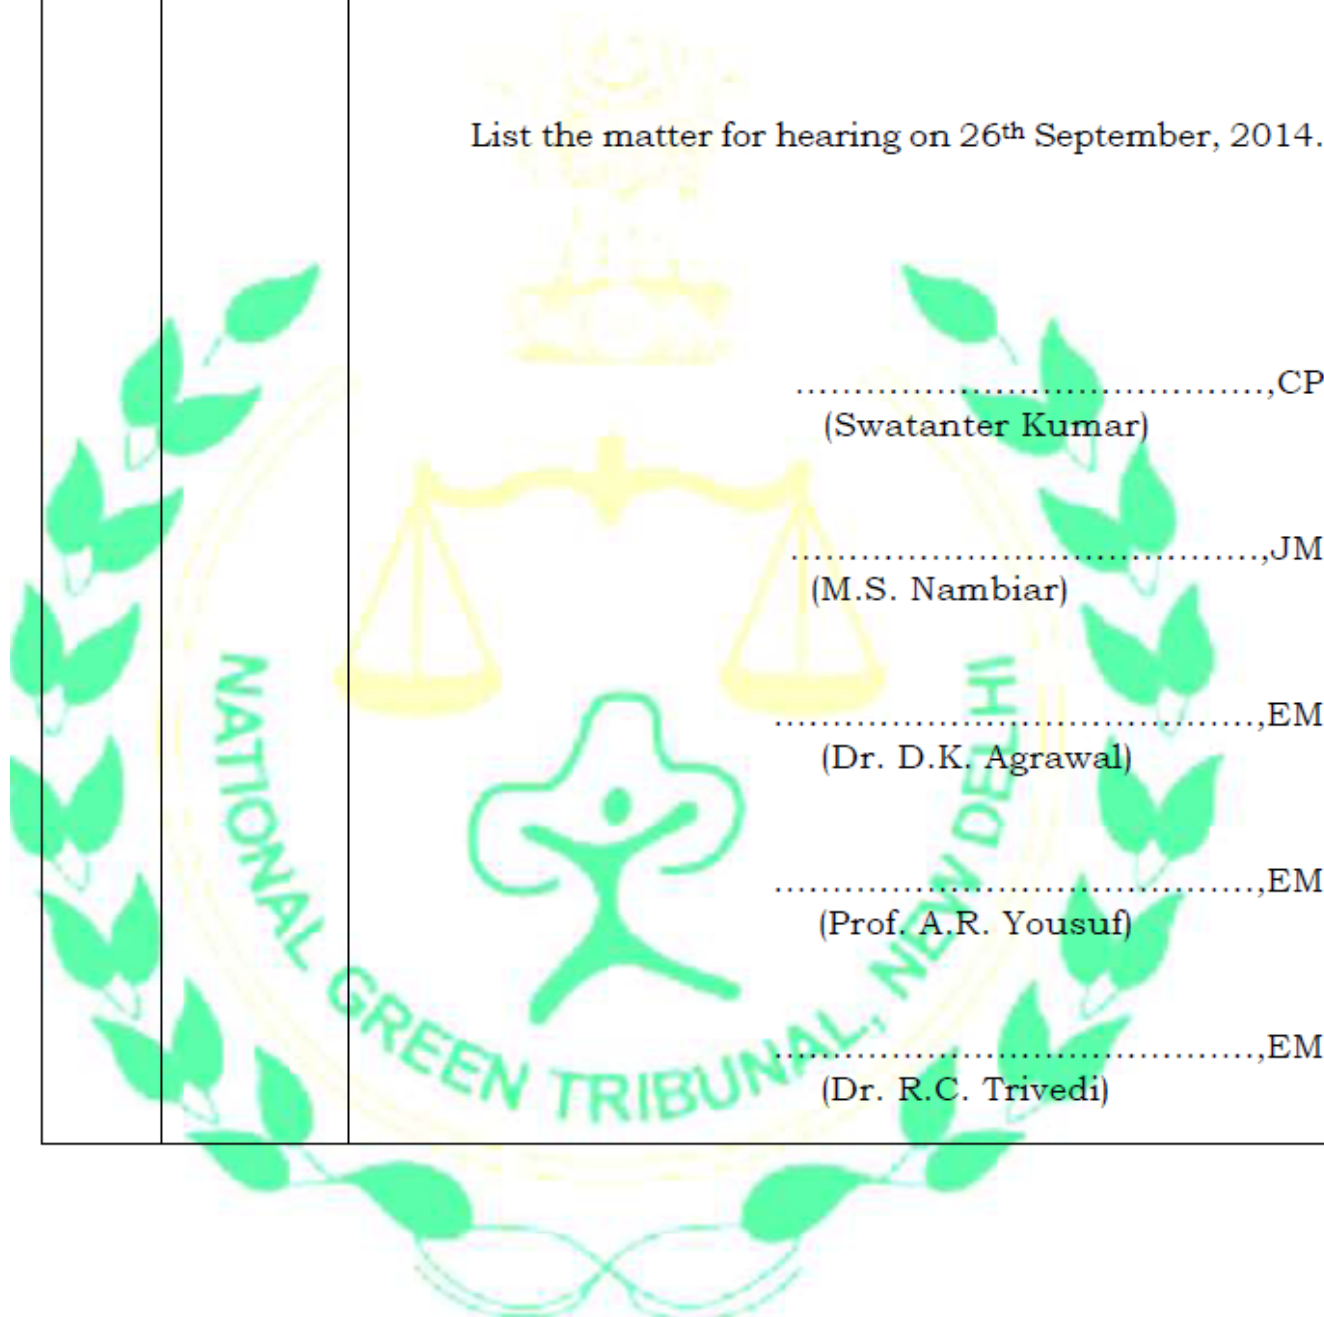 List the matter for hearing on 26th September, 2014.
.......................................,CP
(Swatanter Kumar)
.......................................,JM
(M.S. Nambiar)
.......................................,EM
(Dr. D.K. Agrawal)
.......................................,EM
(Prof. A.R. Yousuf)
.......................................,EM
(Dr. R.C. Trivedi)
NATIONAL GREEN TRIBUNAL, NEW DELHI